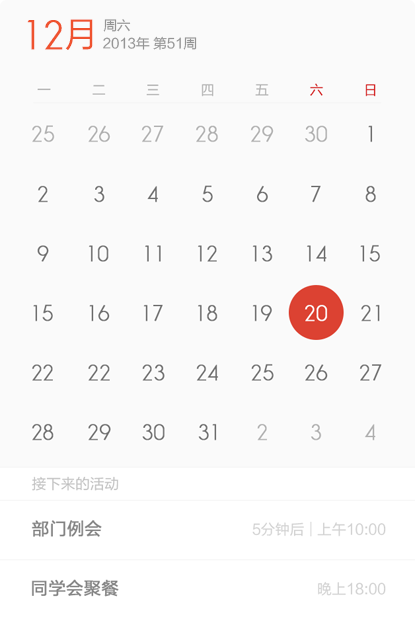 12月 周六
2013年 第51周
一 二 三 四 五 六 日
25 26 27 28 29 30 1
2 3 4 5 6 7 8
9 10 11 12 13 14 15
15 16 17 18 19 20 21
22 22 23 24 25 26 27
28 29 30 31 2 3 4
接下来的活动
部门例会 5分钟后 | 上午10:00
同学会聚餐 晚上18:00